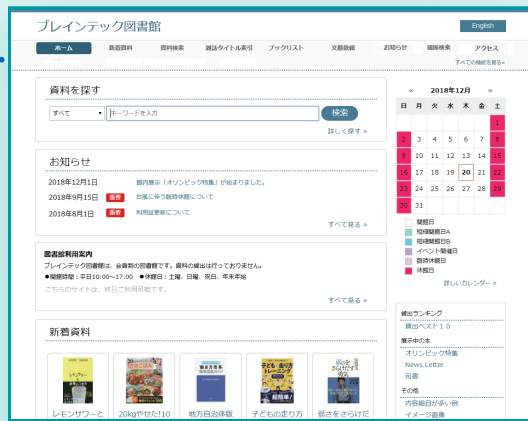 ブレインテック図書館
English
ホーム 新着資料 資料検索 雑誌タイトル索引 ブックリスト 文献依頼 お知らせ 横断検索 アクセス
すべての機能を見る»
資料を探す
すべて キーワードを入力 検索
詳しく探す »
お知らせ
2018年12月1日 館内展示「オリンピック特集」が始まりました。
2018年9月15日 重要 台風に伴う臨時休館について
2018年8月1日 重要 利用証更新について
すべて見る »
図書館利用案内
ブレインテック図書館は、会員制の図書館です。資料の貸出は行っておりません。
●開館時間：平日10:00～17:00 ●休館日：土曜、日曜、祝日、年末年始
こちらのサイトは、終日ご利用可能です。
すべて見る »
新着資料
レモンサワーと
20kgやせた!10
地方自治体版
子どもの走り方
弱さをさらけだ
« 2018年12月 »
日 月 火 水 木 金 土
1
2 3 4 5 6 7 8
9 10 11 12 13 14 15
16 17 18 19 20 21 22
23 24 25 26 27 28 29
30 31
開館日
短縮開館日A
短縮開館日B
イベント開催日
臨時休館日
休館日
詳しいカレンダー »
貸出ランキング
貸出ベスト１０
展示中の本
オリンピック特集
News Letter
司書
その他
内容細目が多い例
イメージ画像